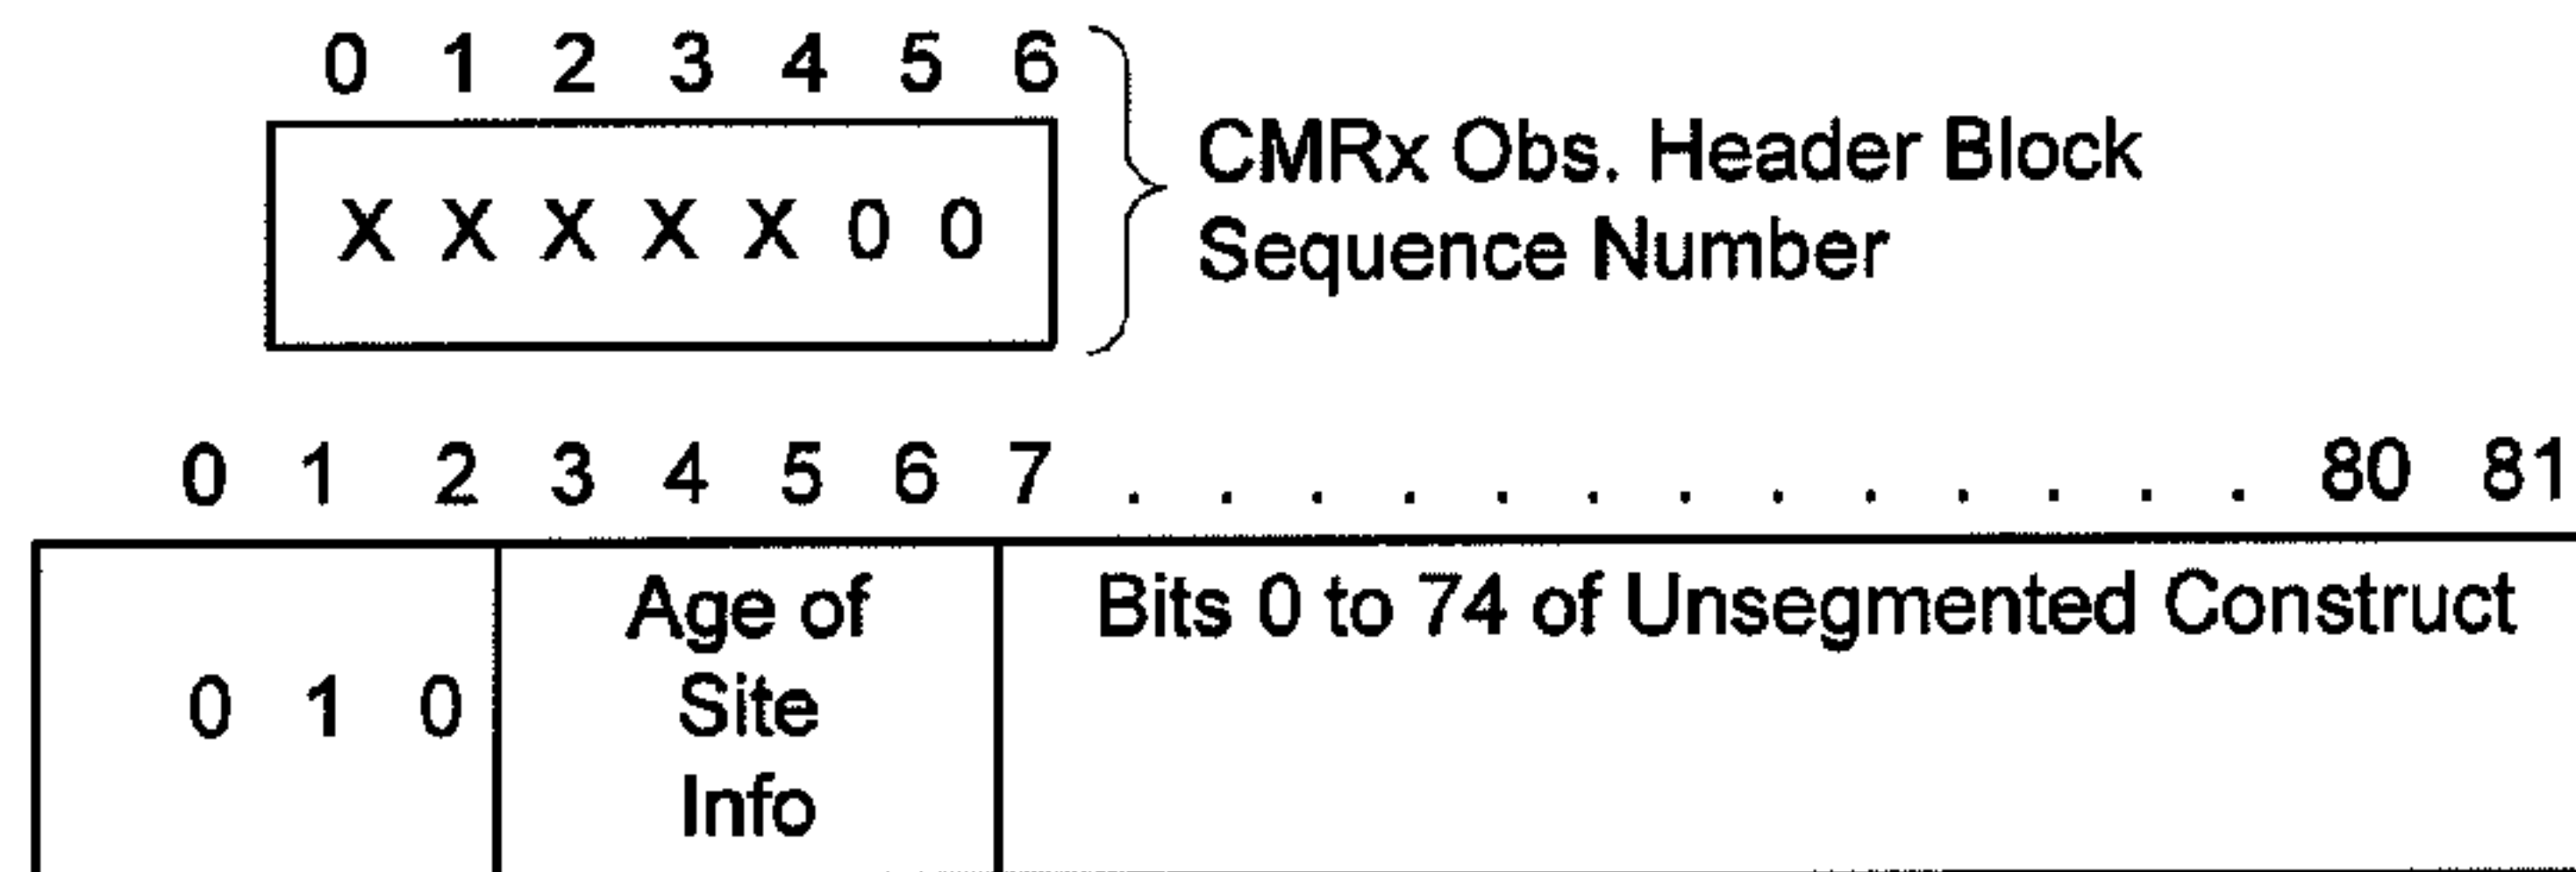 0 1 2 3 4 5 6
CMRx Obs. Header Block
X X X X X 0 0
Sequence Number
0 1 2 3 4 5 6 7 . . . . . . . . . . . . . 80 81
Age of
Bits 0 to 74 of Unsegmented Construct
0 1 0
Site
Info